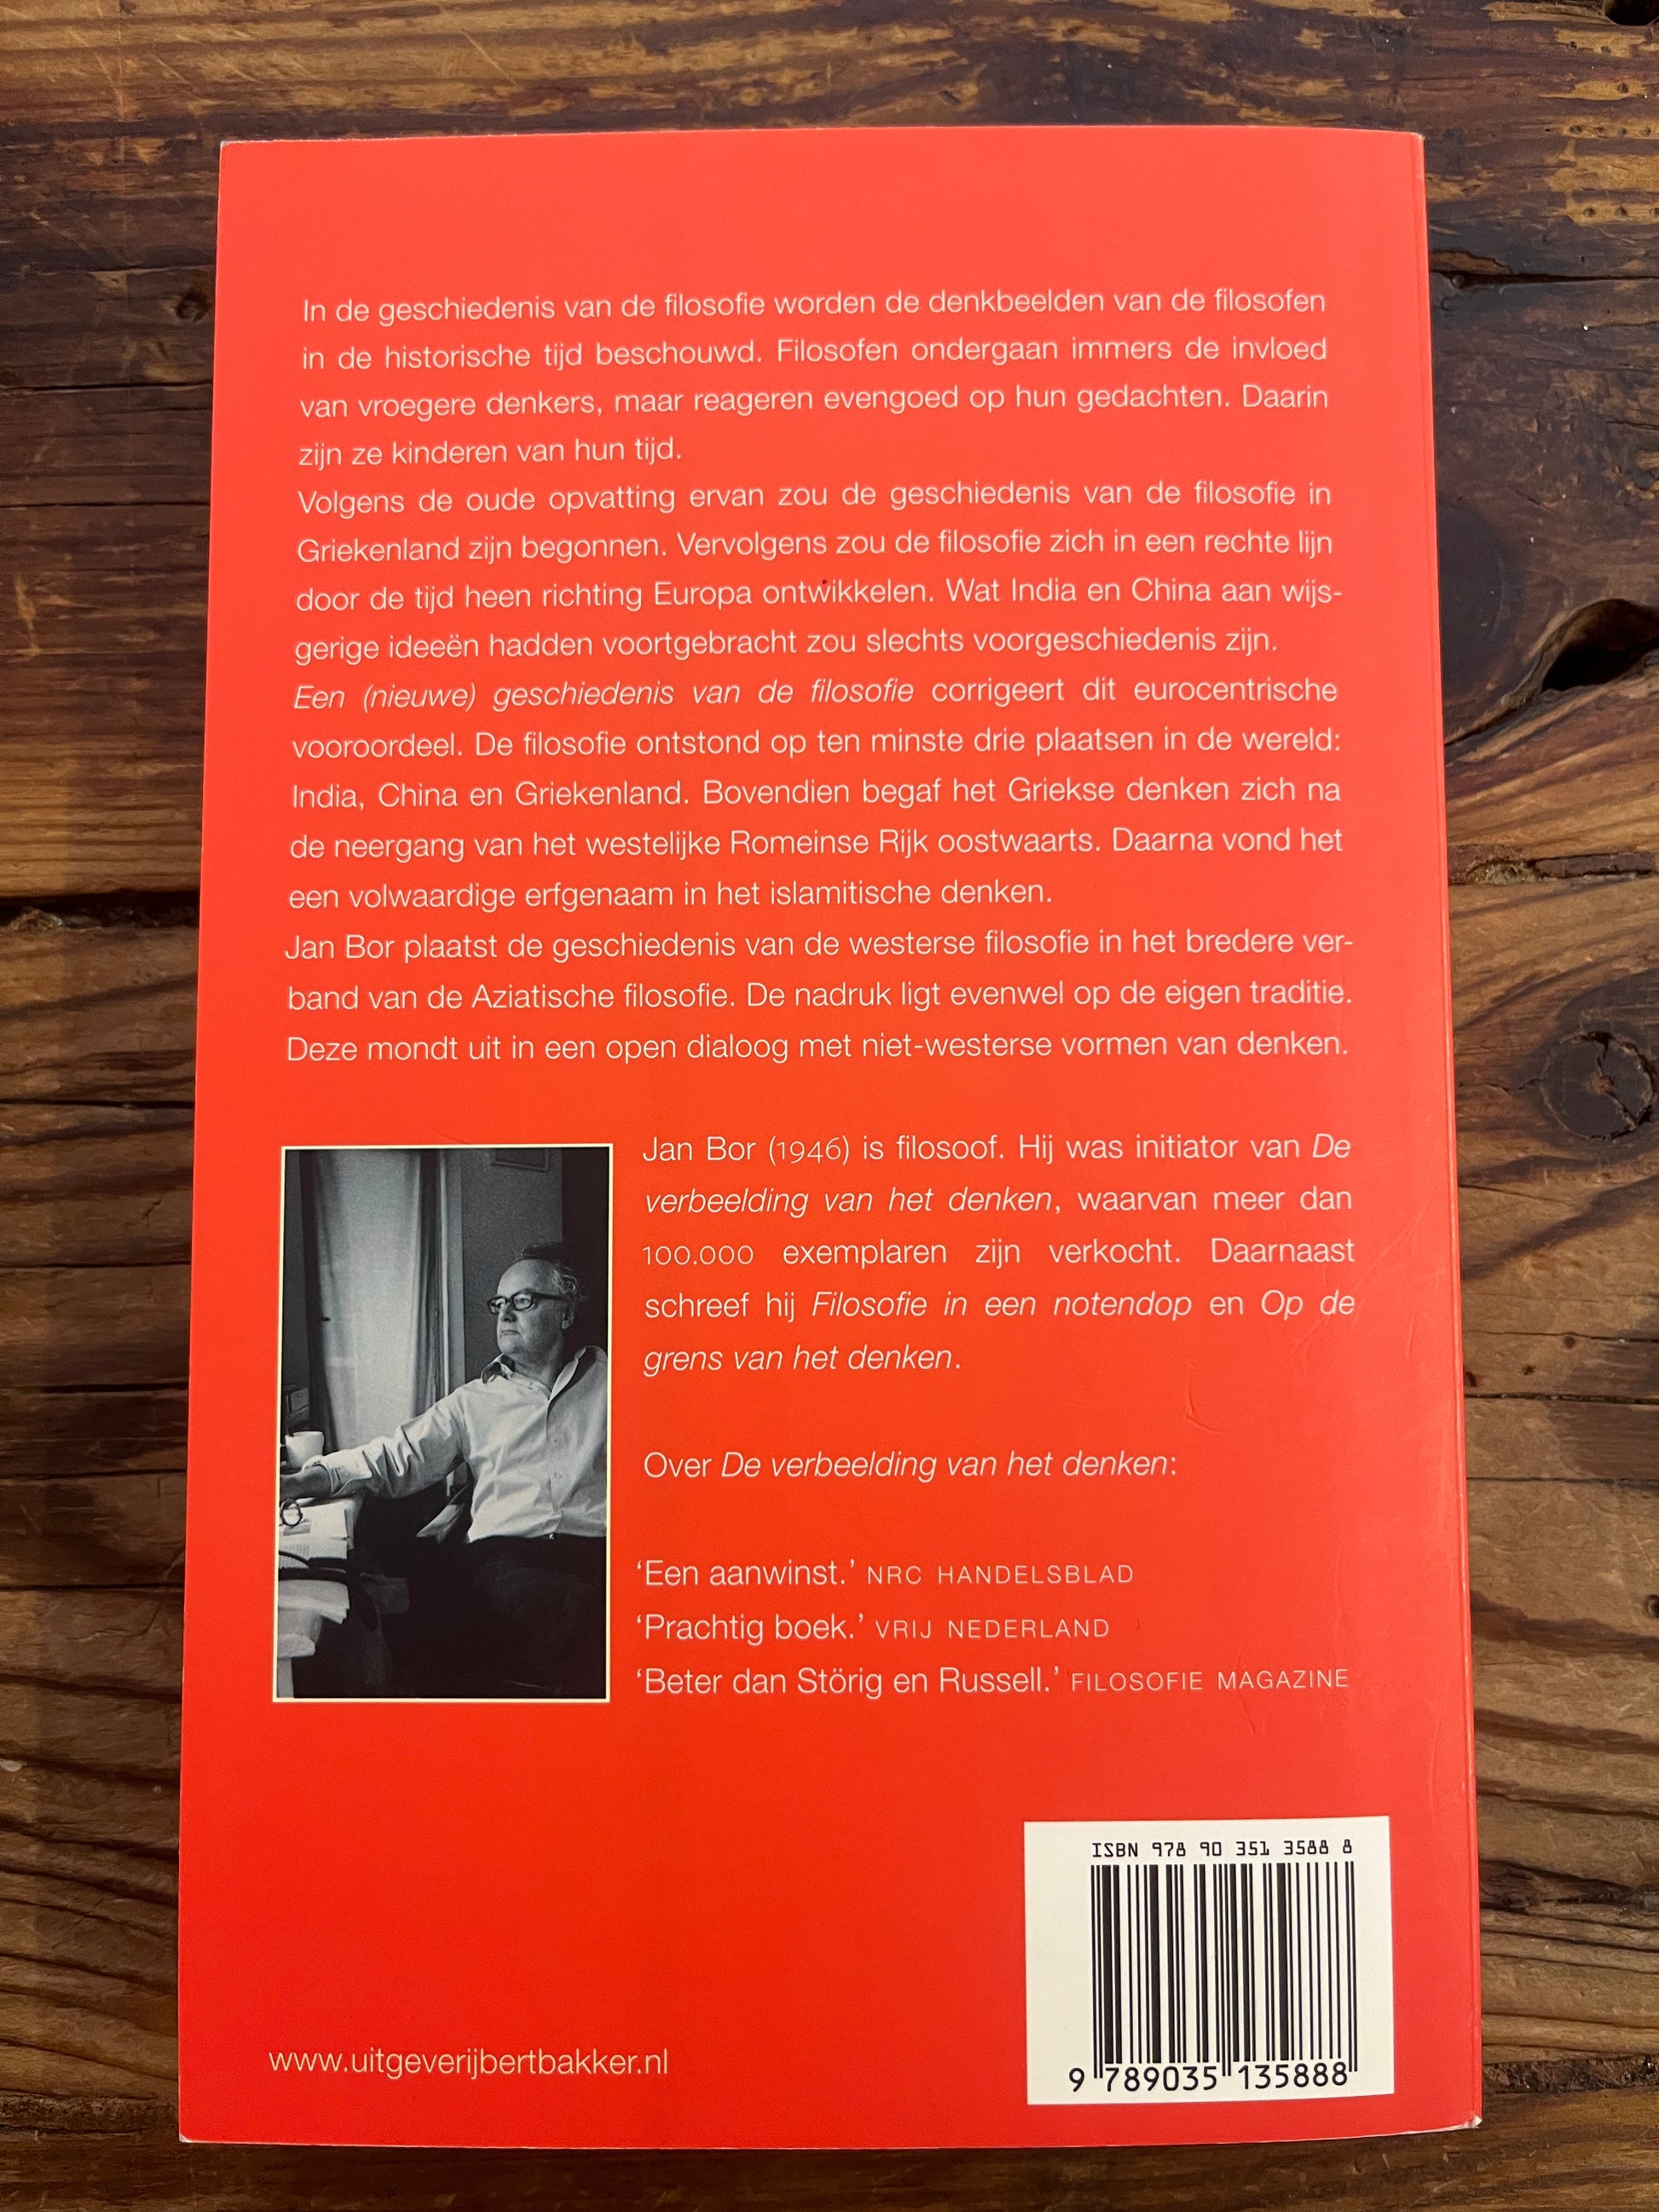 In de geschiedenis van de filosofie worden de denkbeelden van de filosofen
in de historische tijd beschouwd. Filosofen ondergaan immers de invloed
van vroegere denkers, maar reageren evengoed op hun gedachten. Daarin
zijn ze kinderen van hun tijd.
Volgens de oude opvatting ervan zou de geschiedenis van de filosofie in
Griekenland zijn begonnen. Vervolgens zou de filosofie zich in een rechte lijn
door de tijd heen richting Europa ontwikkelen. Wat India en China aan wijs-
gerige ideeën hadden voortgebracht zou slechts voorgeschiedenis zijn.
Een (nieuwe) geschiedenis van de filosofie corrigeert dit eurocentrische
vooroordeel. De filosofie ontstond op ten minste drie plaatsen in de wereld:
India, China en Griekenland. Bovendien begaf het Griekse denken zich na
de neergang van het westelijke Romeinse Rijk oostwaarts. Daarna vond het
een volwaardige erfgenaam in het islamitische denken.
Jan Bor plaatst de geschiedenis van de westerse filosofie in het bredere ver-
band van de Aziatische filosofie. De nadruk ligt evenwel op de eigen traditie.
Deze mondt uit in een open dialoog met niet-westerse vormen van denken.
Jan Bor (1946) is filosoof. Hij was initiator van De
verbeelding van het denken, waarvan meer dan
100.000 exemplaren zijn verkocht. Daarnaast
schreef hij Filosofie in een notendop en Op de
grens van het denken.
Over De verbeelding van het denken:
‘Een aanwinst.’ NRC HANDELSBLAD
‘Prachtig boek.’ VRIJ NEDERLAND
‘Beter dan Störig en Russell.’ FILOSOFIE MAGAZINE
ISBN 978 90 351 3588 8
9 789035 135888
www.uitgeverijbertbakker.nl